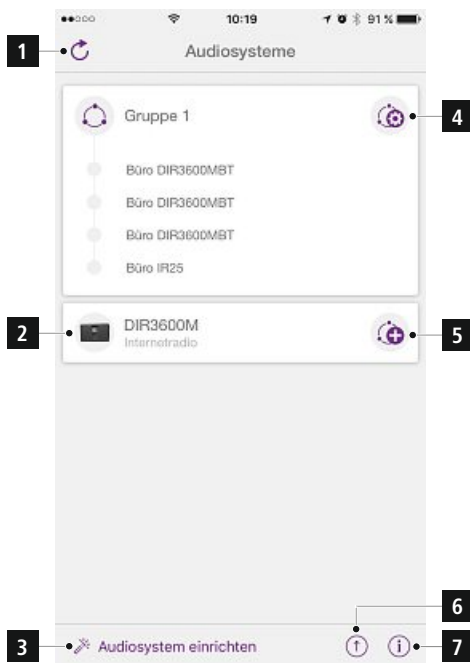 10:19 91 %
1 Audiosysteme
Gruppe 1 4
Büro DIR3600MBT
Büro DIR3600MBT
Büro DIR3600MBT
Büro IR25
2 DIR3600M 5
Internetradio
6
3 Audiosystem einrichten 7